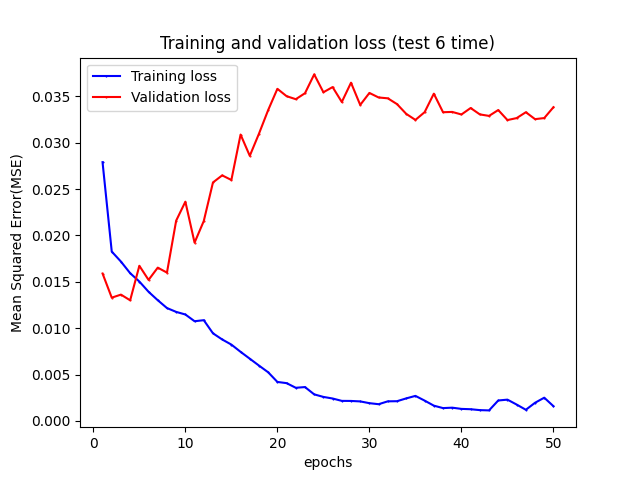 Training and validation loss (test 6 time)
Training loss
Validation loss
Mean Squared Error(MSE)
0.035
0.030
0.025
0.020
0.015
0.010
0.005
0.000
0 10 20 30 40 50
epochs